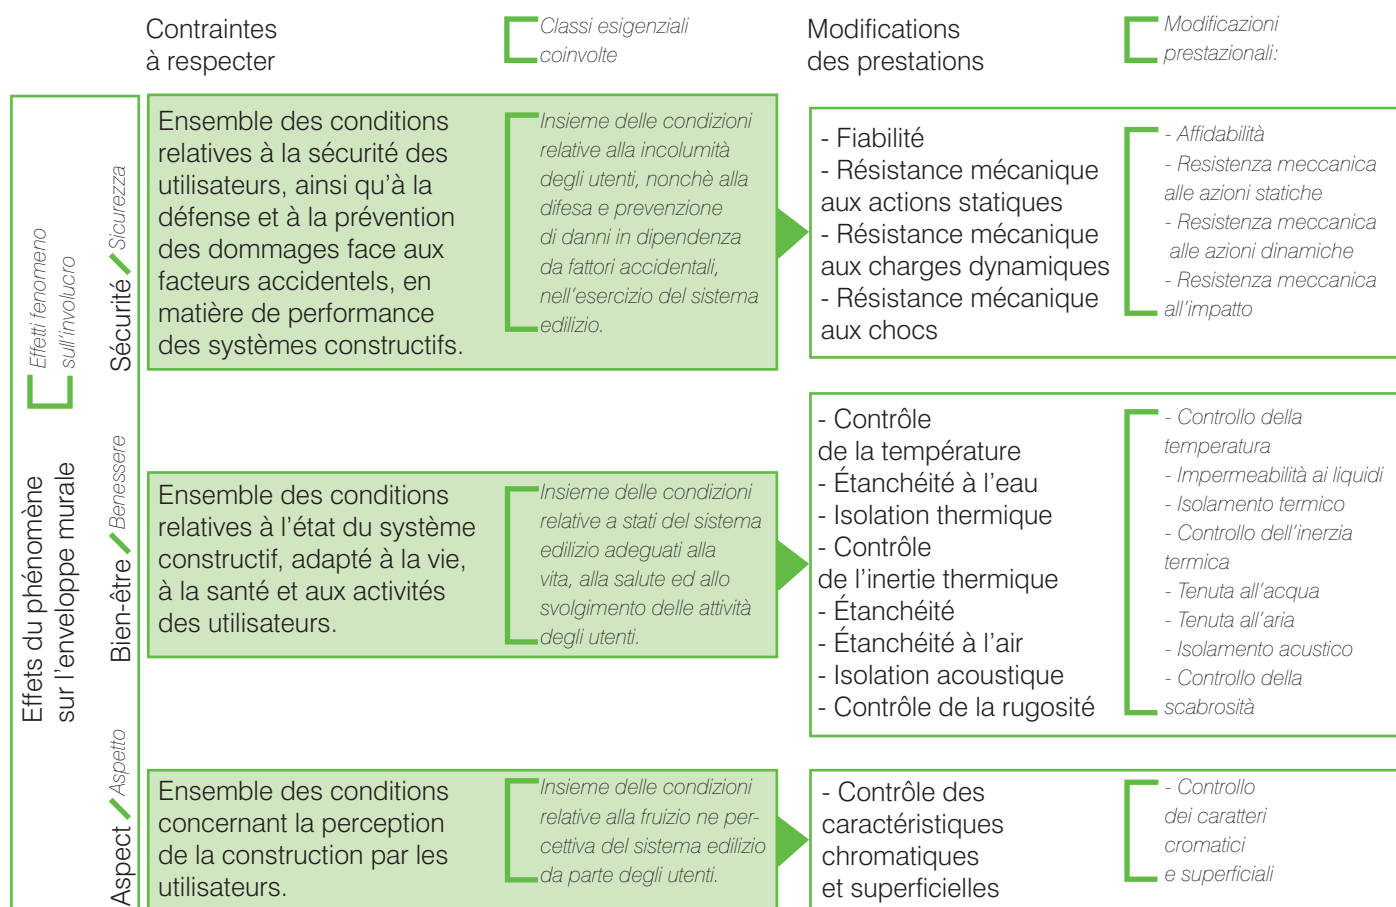 Contraintes
à respecter
Classi esigenziali
coinvolte
Modifications
des prestations
Modificazioni
prestazionali:
Effets du phénomène
sur l'enveloppe murale
Effetti fenomeno
sull'involucro
Sécurité / Sicurezza
Ensemble des conditions
relatives à la sécurité des
utilisateurs, ainsi qu'à la
défense et à la prévention
des dommages face aux
facteurs accidentels, en
matière de performance
des systèmes constructifs.
Insieme delle condizioni
relative alla incolumità
degli utenti, nonchè alla
difesa e prevenzione
di danni in dipendenza
da fattori accidentali,
nell'esercizio del sistema
edilizio.
- Fiabilité
- Résistance mécanique
aux actions statiques
- Résistance mécanique
aux charges dynamiques
- Résistance mécanique
aux chocs
- Affidabilità
- Resistenza meccanica
alle azioni statiche
- Resistenza meccanica
alle azioni dinamiche
- Resistenza meccanica
all'impatto
Bien-être / Benessere
Ensemble des conditions
relatives à l'état du système
constructif, adapté à la vie,
à la santé et aux activités
des utilisateurs.
Insieme delle condizioni
relative a stati del sistema
edilizio adeguati alla
vita, alla salute ed allo
svolgimento delle attività
degli utenti.
- Contrôle
de la température
- Étanchéité à l'eau
- Isolation thermique
- Contrôle
de l'inertie thermique
- Étanchéité
- Étanchéité à l'air
- Isolation acoustique
- Contrôle de la rugosité
- Controllo della
temperatura
- Impermeabilità ai liquidi
- Isolamento termico
- Controllo dell'inerzia
termica
- Tenuta all'acqua
- Tenuta all'aria
- Isolamento acustico
- Controllo della
scabrosità
Aspect / Aspetto
Ensemble des conditions
concernant la perception
de la construction par les
utilisateurs.
Insieme delle condizioni
relative alla fruizio ne per-
cettiva del sistema edilizio
da parte degli utenti.
- Contrôle des
caractéristiques
chromatiques
et superficielles
- Controllo
dei caratteri
cromatici
e superficiali